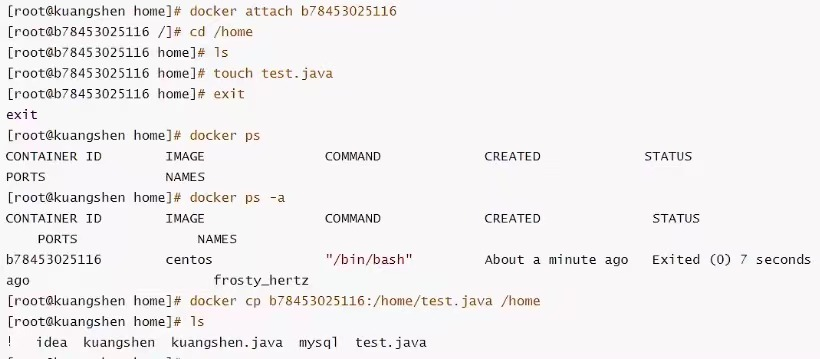 [root@kuangshen home]# docker attach b78453025116
[root@b78453025116 /]# cd /home
[root@b78453025116 home]# ls
[root@b78453025116 home]# touch test.java
[root@b78453025116 home]# exit
exit
[root@kuangshen home]# docker ps
CONTAINER ID        IMAGE               COMMAND             CREATED             STATUS
PORTS               NAMES
[root@kuangshen home]# docker ps -a
CONTAINER ID        IMAGE               COMMAND             CREATED              STATUS
    PORTS               NAMES
b78453025116        centos              "/bin/bash"         About a minute ago   Exited (0) 7 seconds
ago                       frosty_hertz
[root@kuangshen home]# docker cp b78453025116:/home/test.java /home
[root@kuangshen home]# ls
!  idea  kuangshen  kuangshen.java  mysql  test.java